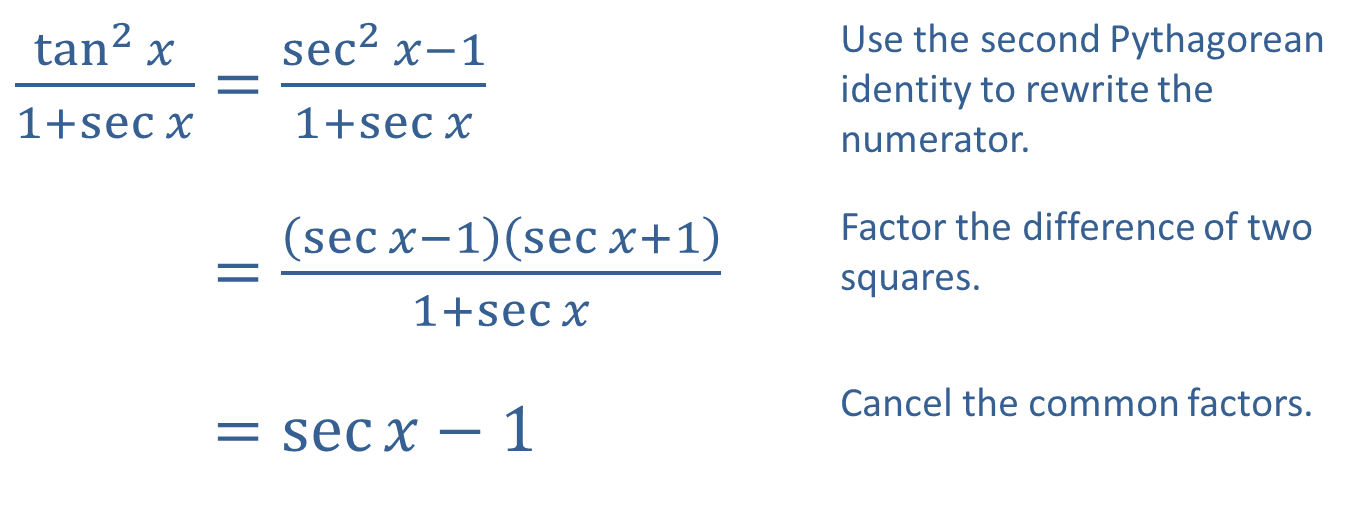 tan² x / 1+sec x = sec² x−1 / 1+sec x
Use the second Pythagorean
identity to rewrite the
numerator.
= (sec x−1)(sec x+1) / 1+sec x
Factor the difference of two
squares.
= sec x − 1
Cancel the common factors.